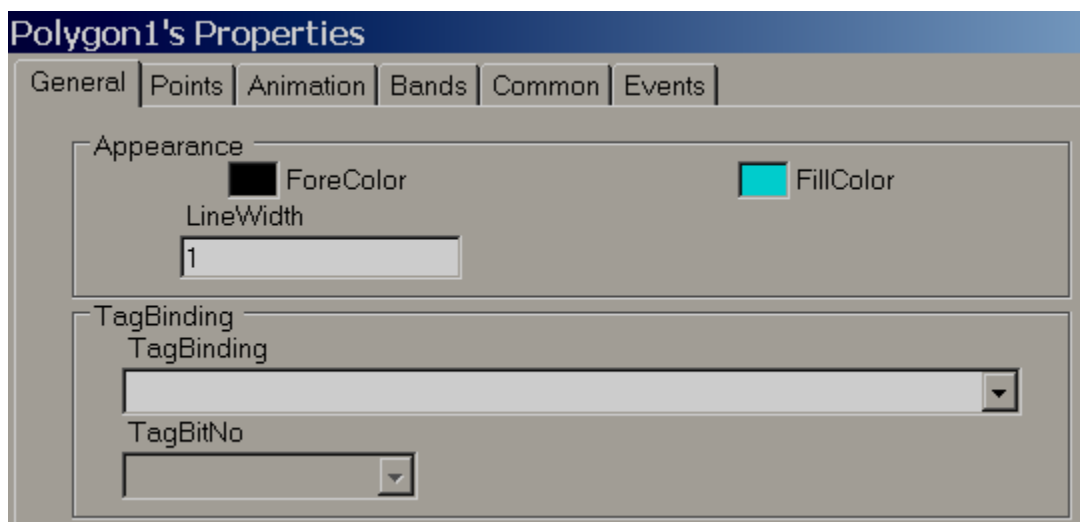 Polygon1's Properties
General Points Animation Bands Common Events
Appearance
ForeColor FillColor
LineWidth
1
TagBinding
TagBinding
TagBitNo